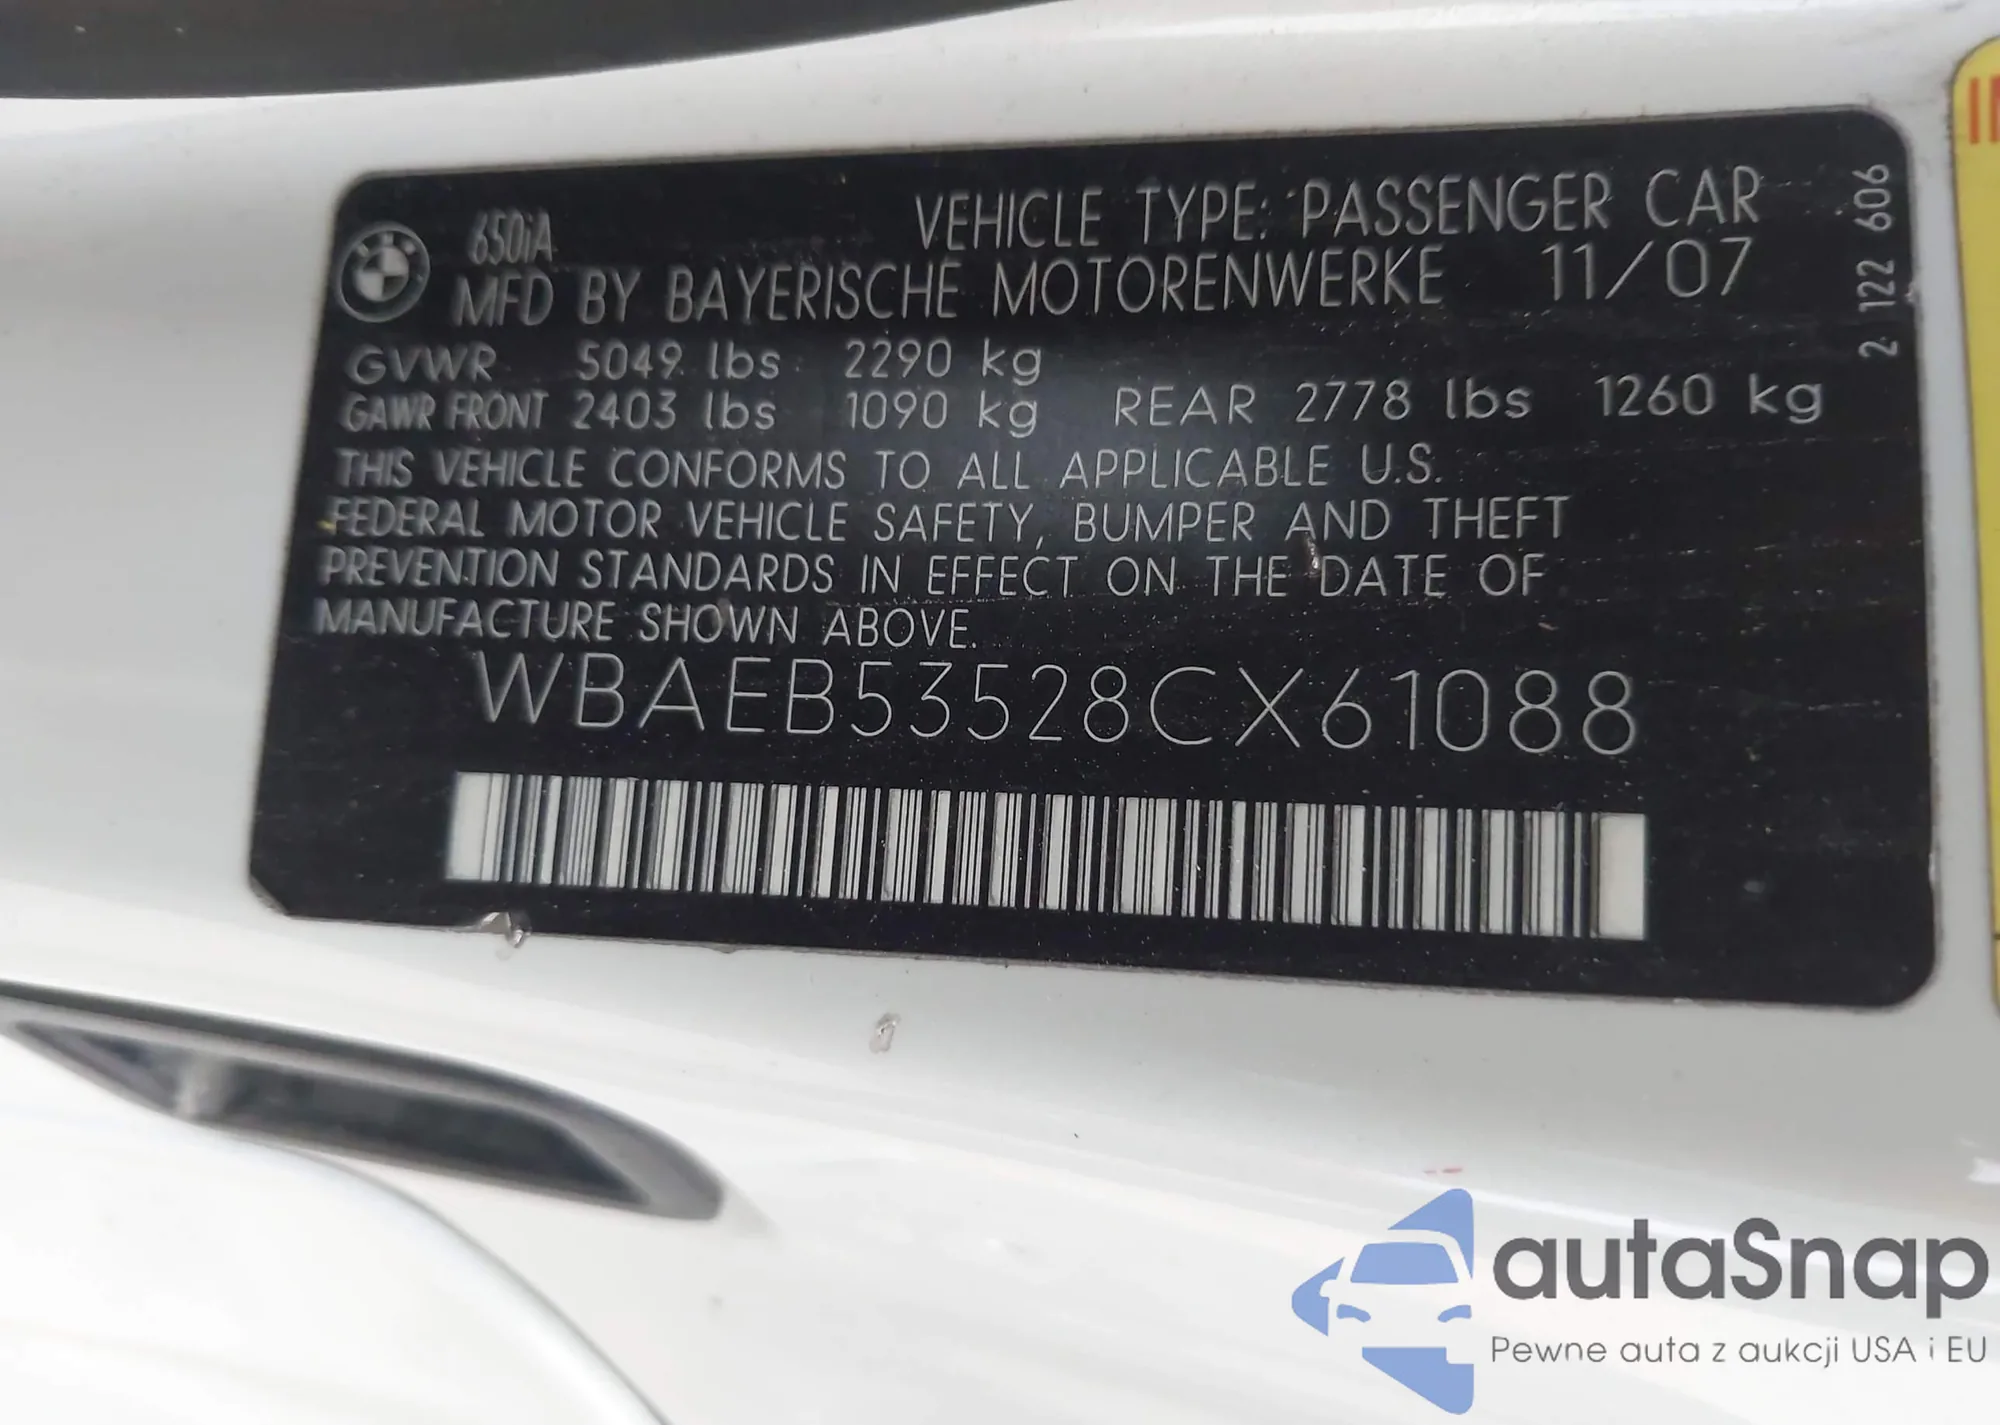 650iA
VEHICLE TYPE: PASSENGER CAR
MFD BY BAYERISCHE MOTORENWERKE 11/07
2 122 606
GVWR 5049 lbs 2290 kg
GAWR FRONT 2403 lbs 1090 kg REAR 2778 lbs 1260 kg
THIS VEHICLE CONFORMS TO ALL APPLICABLE U.S.
FEDERAL MOTOR VEHICLE SAFETY, BUMPER AND THEFT
PREVENTION STANDARDS IN EFFECT ON THE DATE OF
MANUFACTURE SHOWN ABOVE.
WBAEB53528CX61088
autaSnap
Pewne auta z aukcji USA i EU